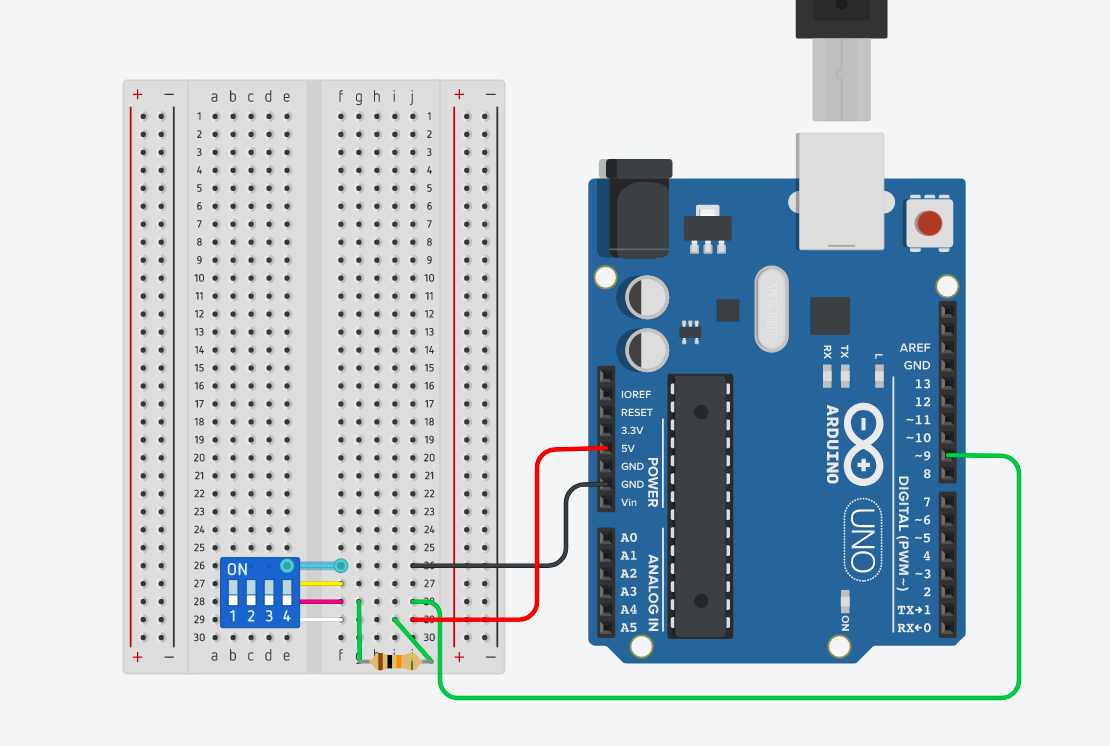 + − a b c d e f g h i j + −
1 1
2 2
3 3
4 4
5 5
6 6
7 7
8 8
9 9
10 10
11 11
12 12
13 13
14 14
15 15
16 16
17 17
18 18
19 19
20 20
21 21
22 22
23 23
24 24
25 25
26 26
27 27
28 28
29 29
30 30
+ − a b c d e f g h i j + −
ON
1 2 3 4
IOREF
RESET
3.3V
5V
GND
GND
Vin
POWER
A0
A1
A2
A3
A4
A5
ANALOG IN
RX
TX
L
ARDUINO
UNO
ON
AREF
GND
13
12
~11
~10
~9
8
7
~6
~5
4
~3
2
TX→1
RX←0
DIGITAL (PWM~)